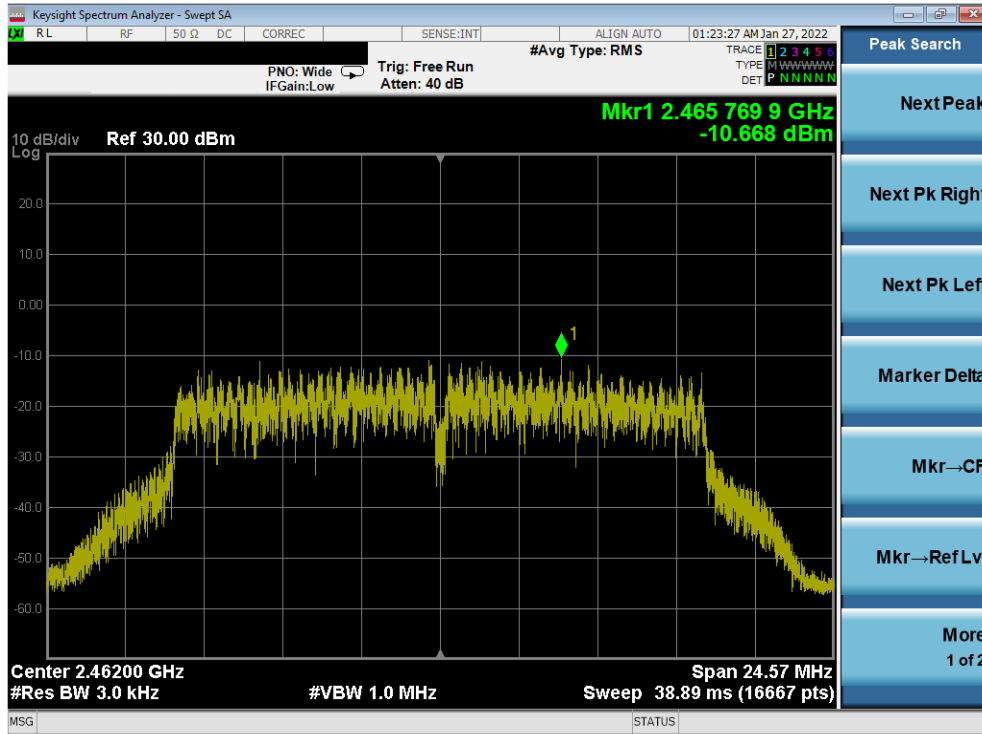 Keysight Spectrum Analyzer - Swept SA
LXI RL RF 50 Ω DC CORREC SENSE:INT ALIGN AUTO 01:23:27 AM Jan 27, 2022
#Avg Type: RMS TRACE 1 2 3 4 5 6
PNO: Wide Trig: Free Run TYPE M WWWWW
IFGain:Low Atten: 40 dB DET P N N N N N
Mkr1 2.465 769 9 GHz
10 dB/div Ref 30.00 dBm -10.668 dBm
Log
20.0
10.0
0.00
1
-10.0
-20.0
-30.0
-40.0
-50.0
-60.0
Center 2.46200 GHz Span 24.57 MHz
#Res BW 3.0 kHz #VBW 1.0 MHz Sweep 38.89 ms (16667 pts)
MSG STATUS
Peak Search
Next Peak
Next Pk Right
Next Pk Left
Marker Delta
Mkr→CF
Mkr→Ref Lv
More
1 of 2